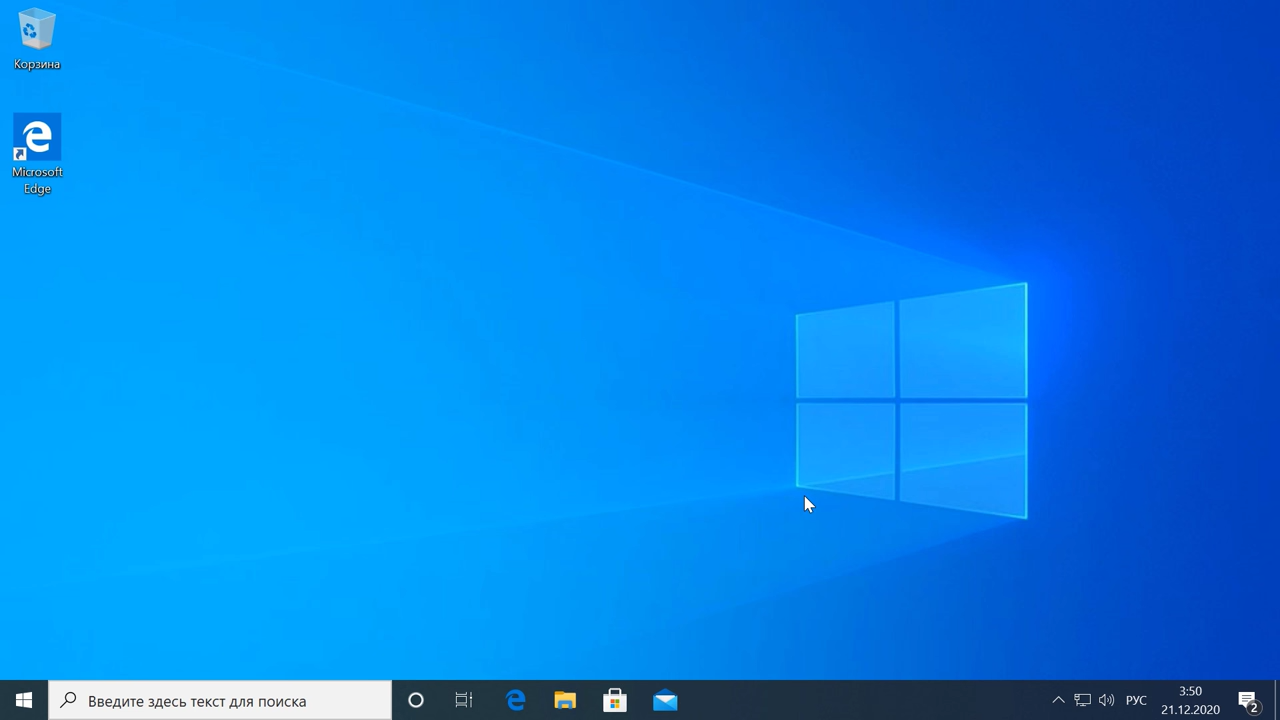 Корзина
Microsoft
Edge
Введите здесь текст для поиска
РУС
3:50
21.12.2020
2